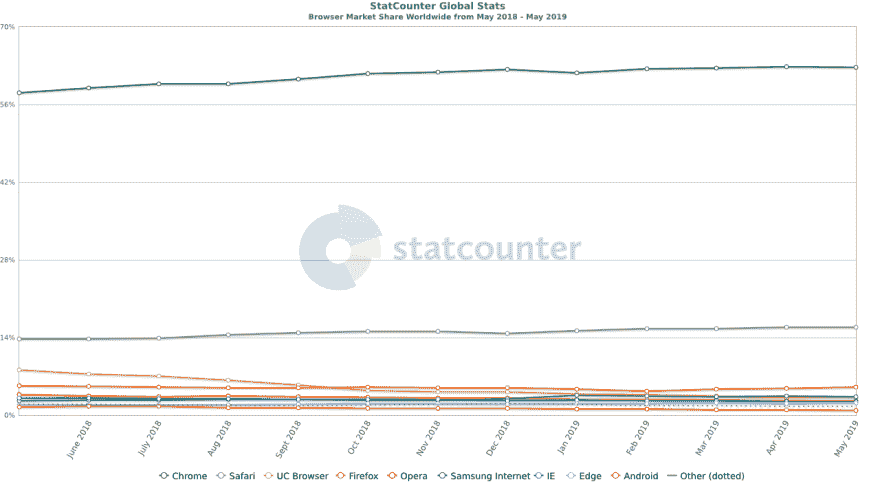 StatCounter Global Stats
Browser Market Share Worldwide from May 2018 - May 2019
70%
56%
42%
28%
14%
0%
statcounter
June 2018
July 2018
Aug 2018
Sept 2018
Oct 2018
Nov 2018
Dec 2018
Jan 2019
Feb 2019
Mar 2019
Apr 2019
May 2019
Chrome Safari UC Browser Firefox Opera Samsung Internet IE Edge Android Other (dotted)